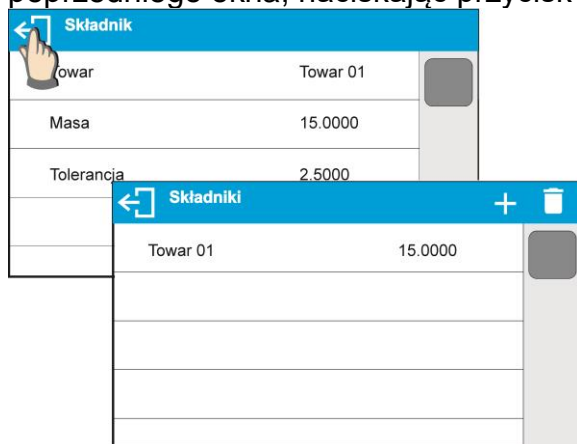 poprzedniego okna, naciskając przycisk
Składnik
Towar Towar 01
Masa 15.0000
Tolerancja 2.5000
Składniki
Towar 01 15.0000